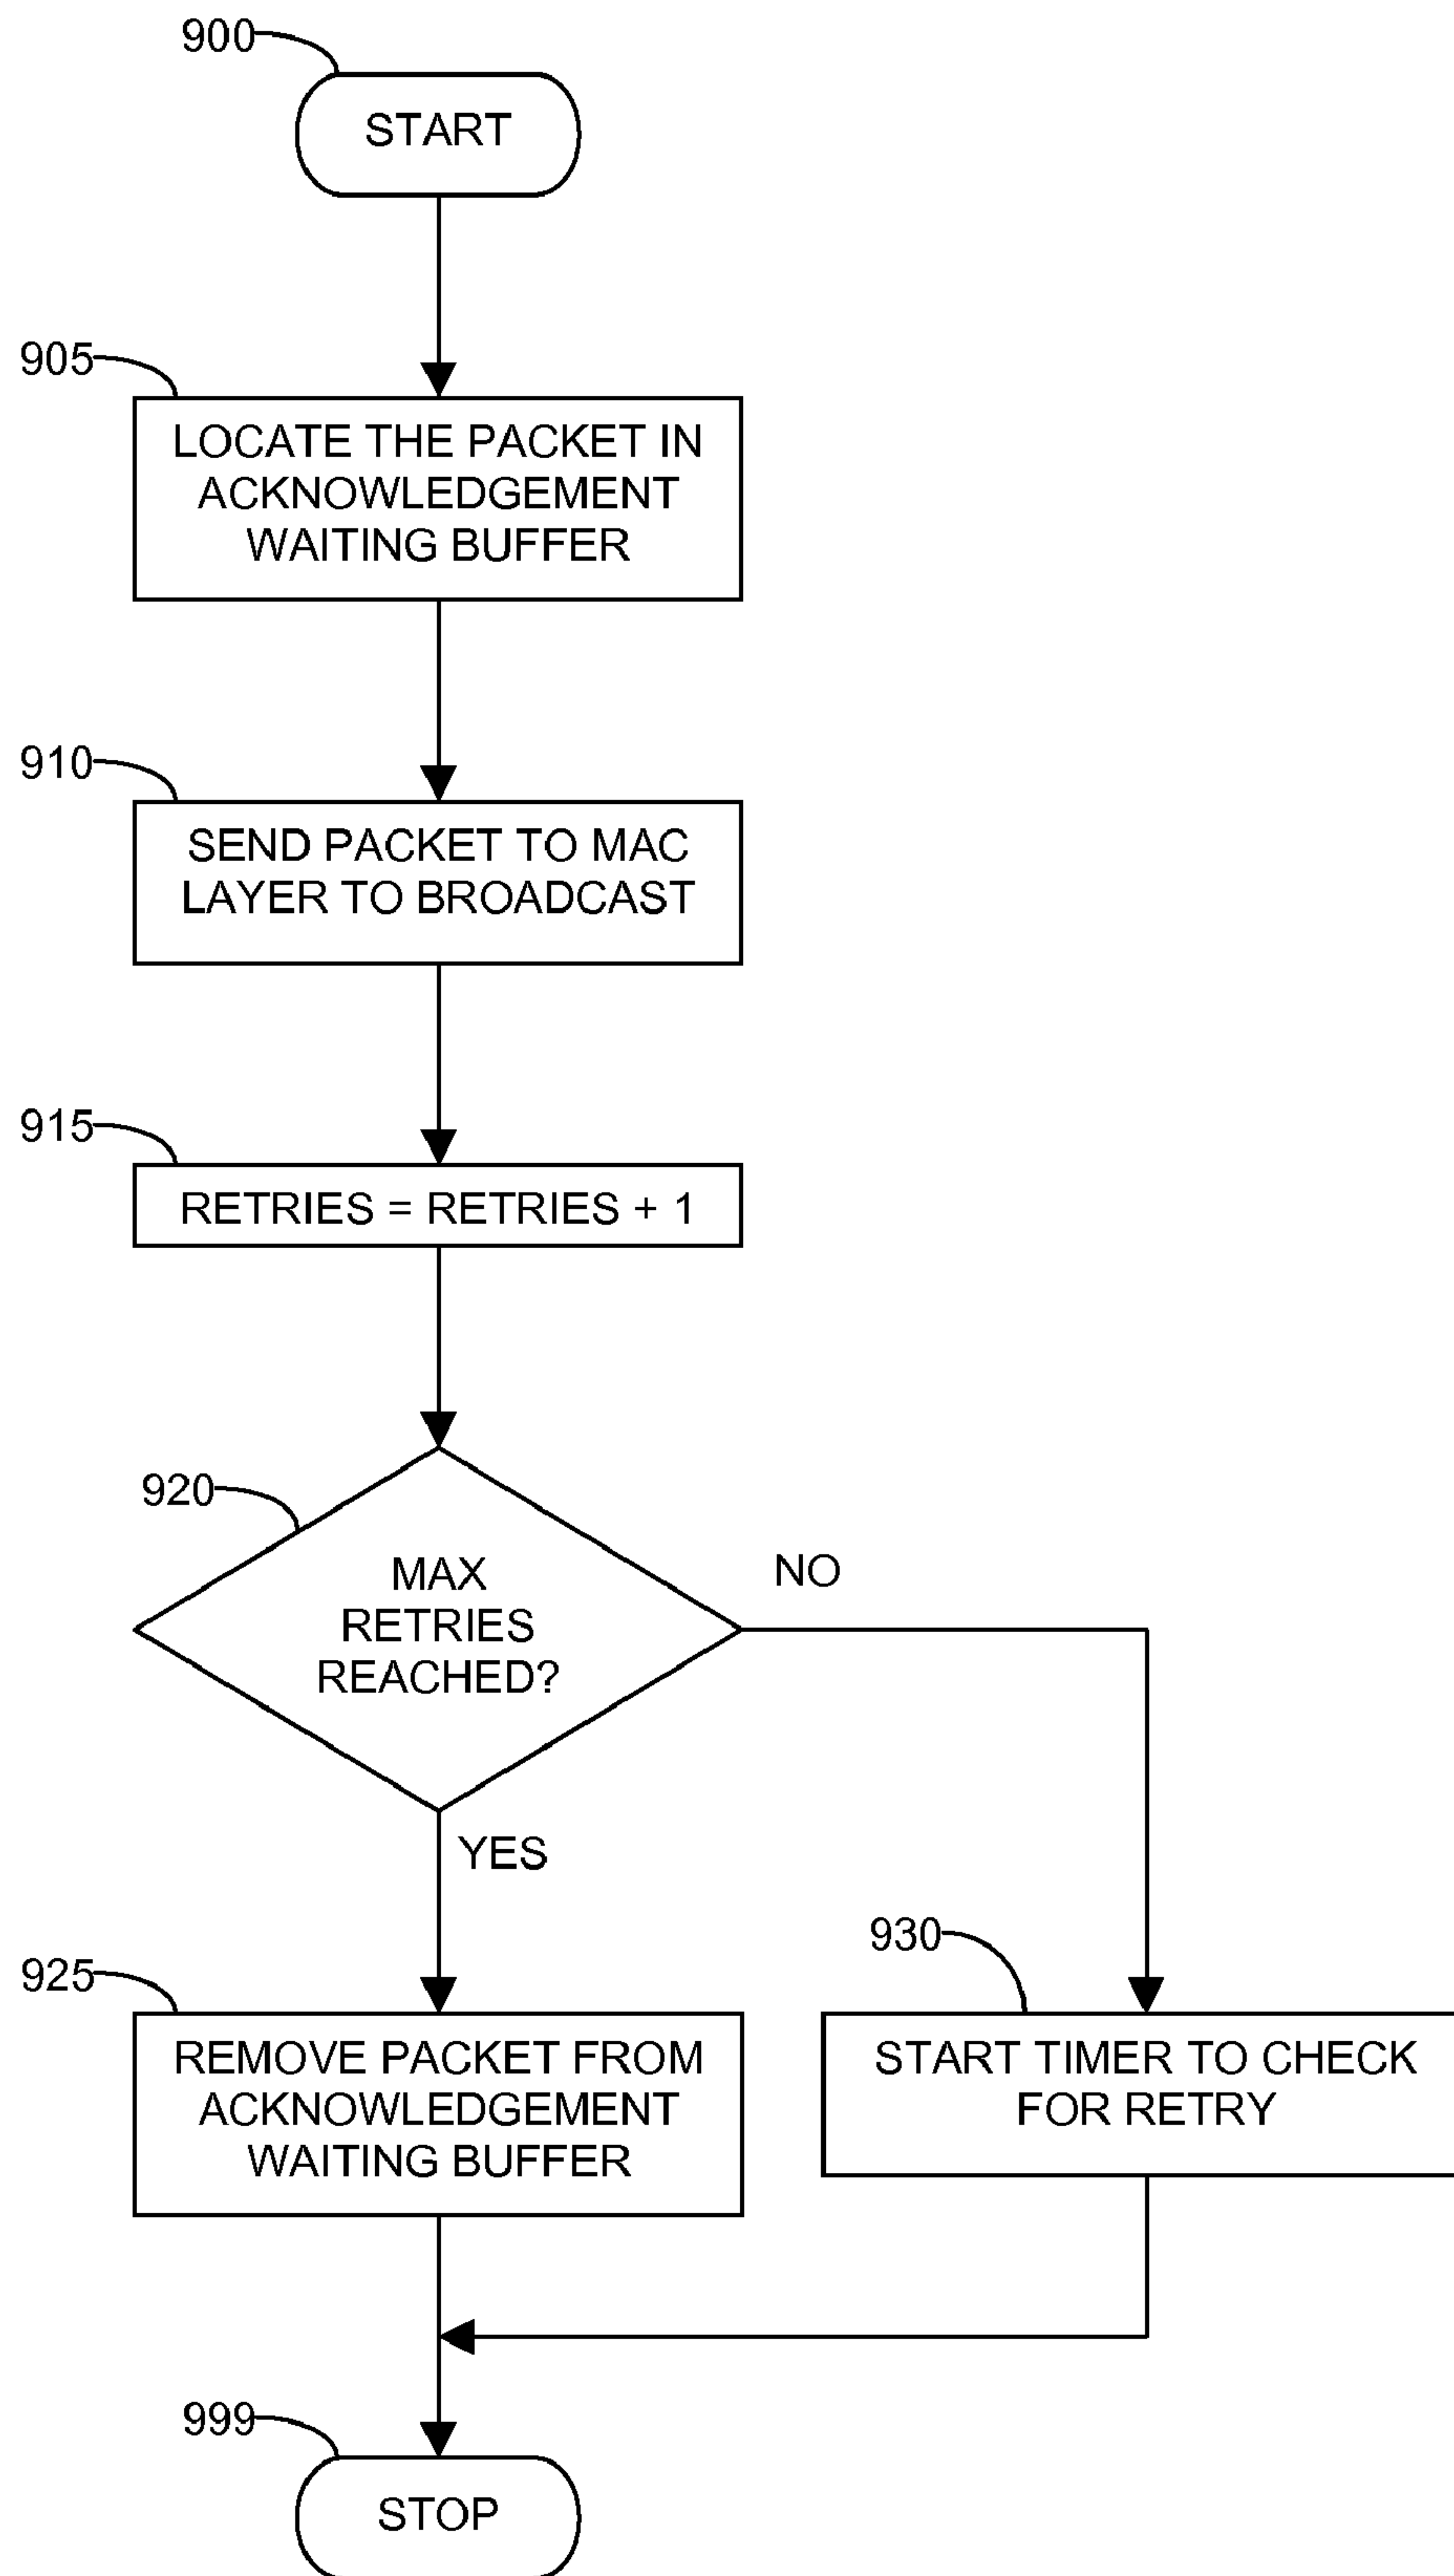 900
START
905
LOCATE THE PACKET IN
ACKNOWLEDGEMENT
WAITING BUFFER
910
SEND PACKET TO MAC
LAYER TO BROADCAST
915
RETRIES = RETRIES + 1
920
MAX
RETRIES
REACHED?
NO
YES
925
REMOVE PACKET FROM
ACKNOWLEDGEMENT
WAITING BUFFER
930
START TIMER TO CHECK
FOR RETRY
999
STOP